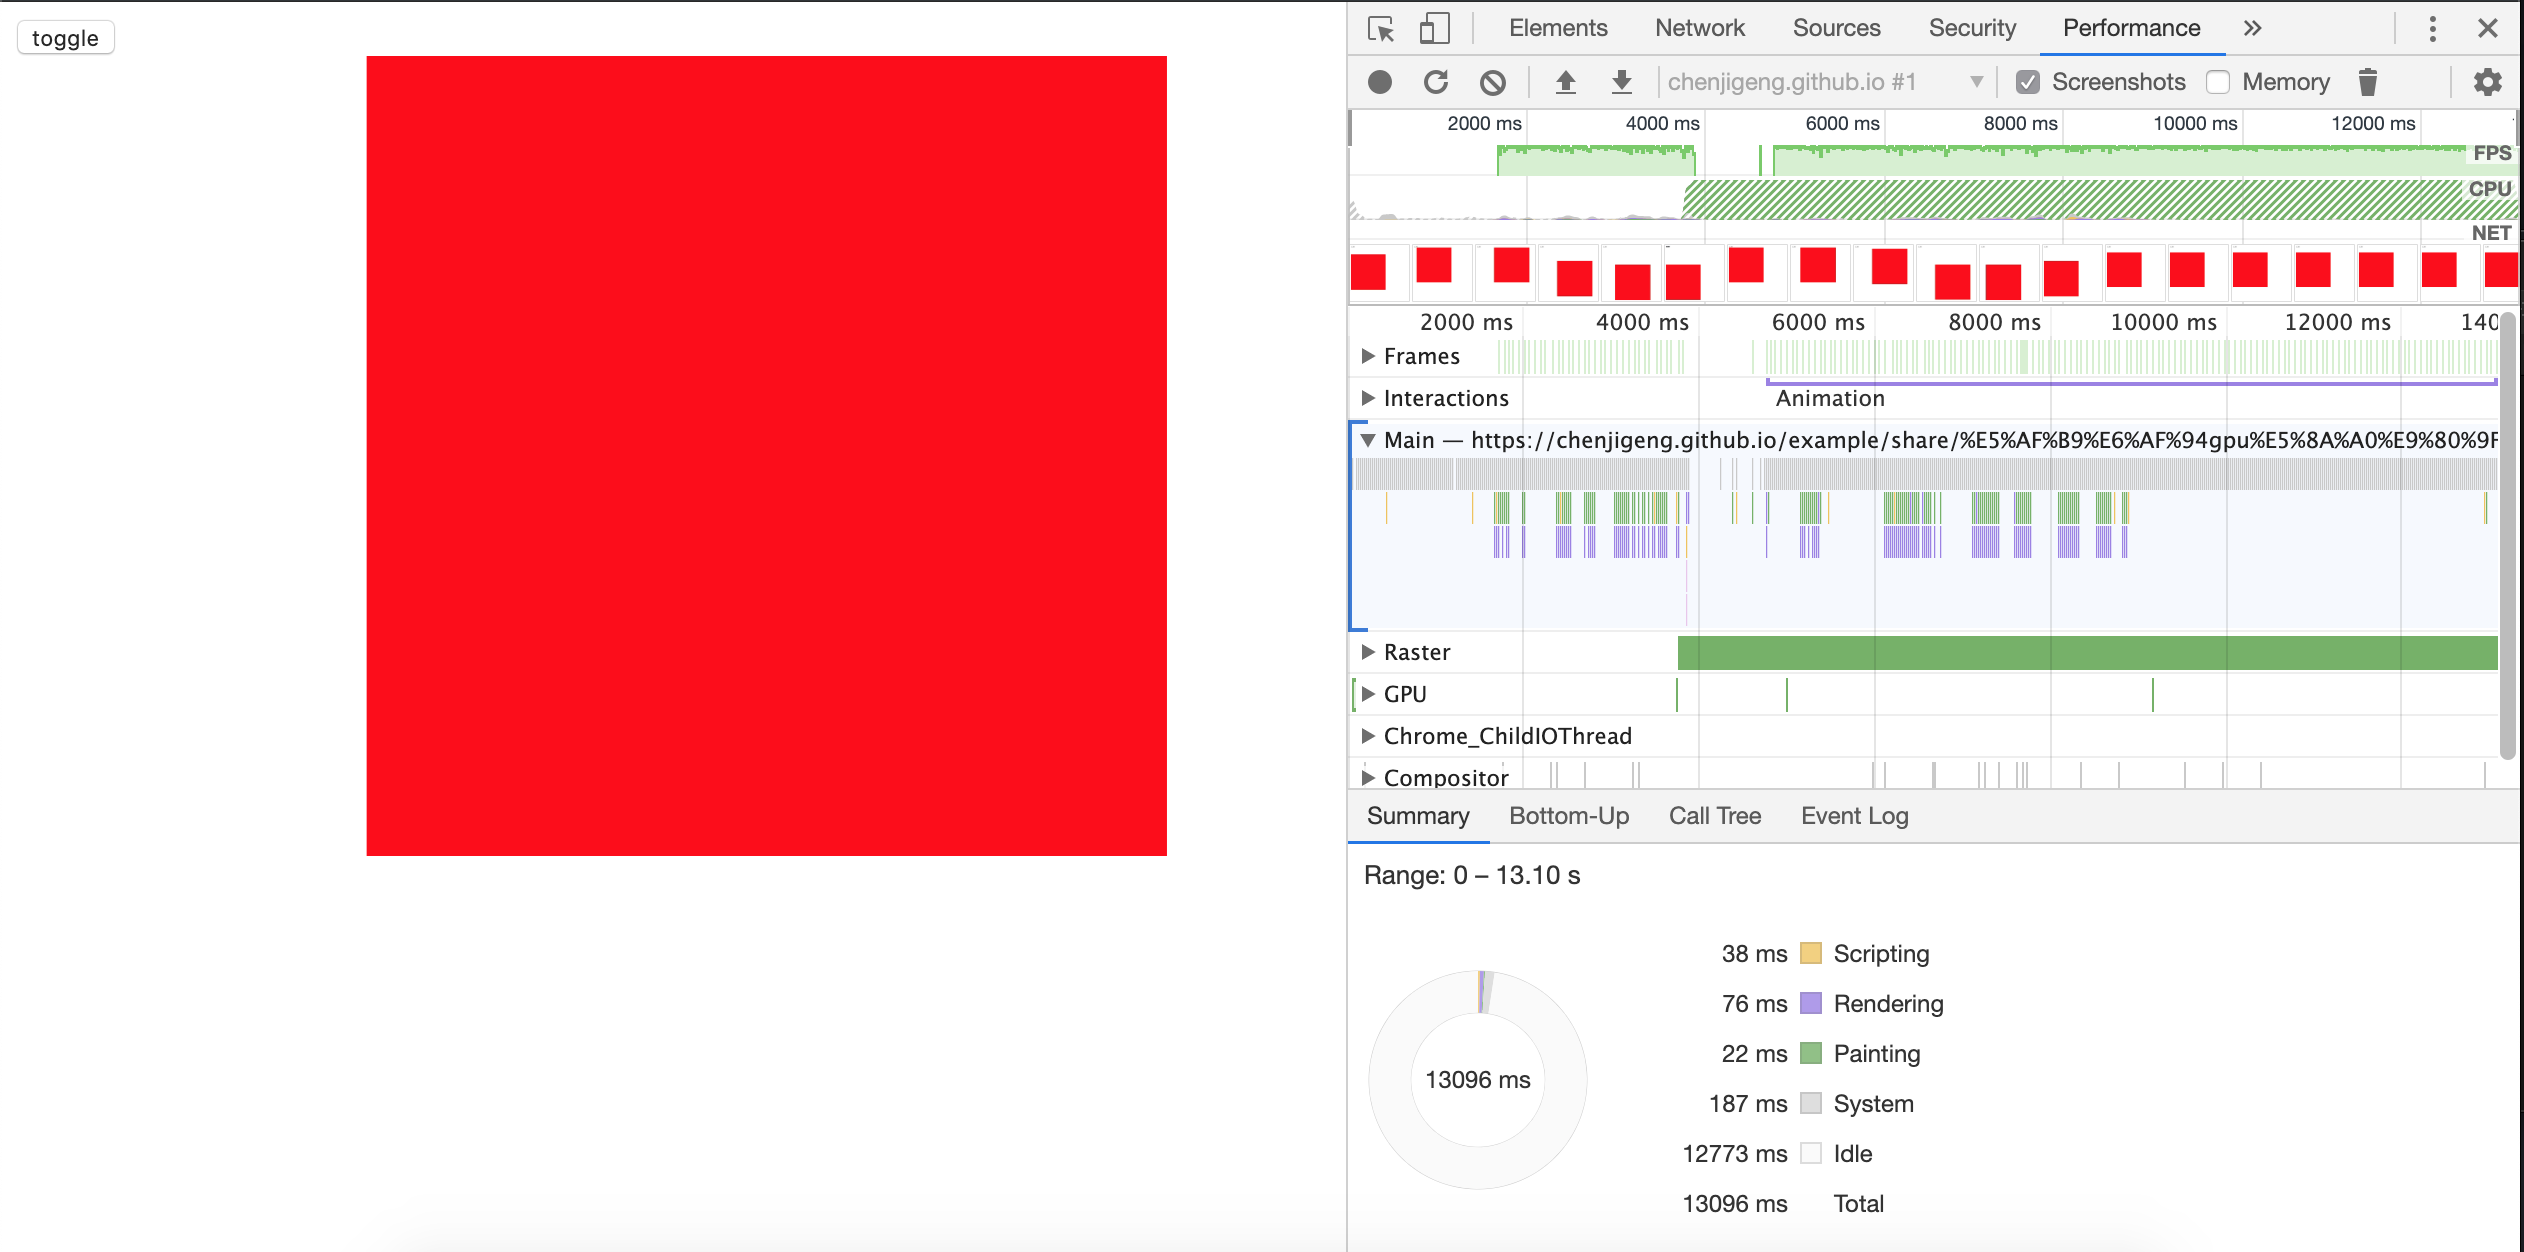 toggle
Elements Network Sources Security Performance
chenjigeng.github.io #1 Screenshots Memory
2000 ms 4000 ms 6000 ms 8000 ms 10000 ms 12000 ms
FPS
CPU
NET
2000 ms 4000 ms 6000 ms 8000 ms 10000 ms 12000 ms 140
Frames
Interactions Animation
Main — https://chenjigeng.github.io/example/share/%E5%AF%B9%E6%AF%94gpu%E5%8A%A0%E9%80%9F
Raster
GPU
Chrome_ChildIOThread
Compositor
Summary Bottom-Up Call Tree Event Log
Range: 0 – 13.10 s
38 ms Scripting
76 ms Rendering
22 ms Painting
13096 ms
187 ms System
12773 ms Idle
13096 ms Total